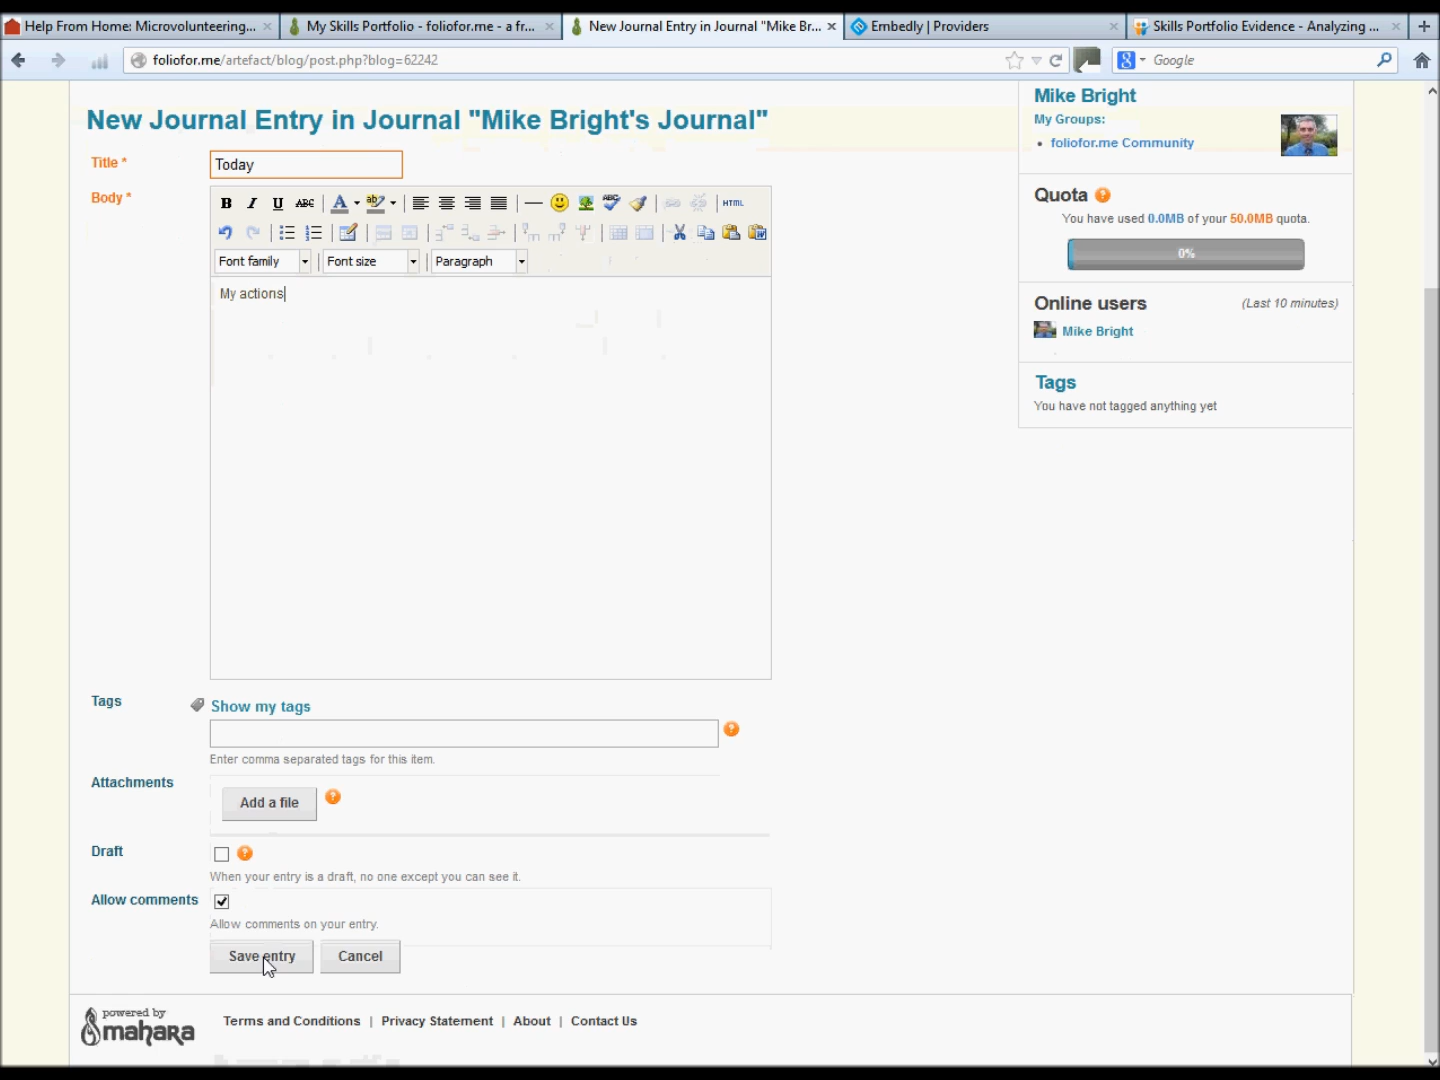 Help From Home: Microvolunteering...
My Skills Portfolio - foliofor.me - a fr...
New Journal Entry in Journal "Mike Br...
Embedly | Providers
Skills Portfolio Evidence - Analyzing ...
foliofor.me/artefact/blog/post.php?blog=62242
Google
New Journal Entry in Journal "Mike Bright's Journal"
Title *
Today
Body *
B I U ABC A ab ABC HTML
Font family
Font size
Paragraph
My actions
Tags
Show my tags
Enter comma separated tags for this item.
Attachments
Add a file
Draft
When your entry is a draft, no one except you can see it.
Allow comments
Allow comments on your entry.
Save entry
Cancel
Mike Bright
My Groups:
foliofor.me Community
Quota
You have used 0.0MB of your 50.0MB quota.
0%
Online users
(Last 10 minutes)
Mike Bright
Tags
You have not tagged anything yet
powered by
mahara
Terms and Conditions | Privacy Statement | About | Contact Us